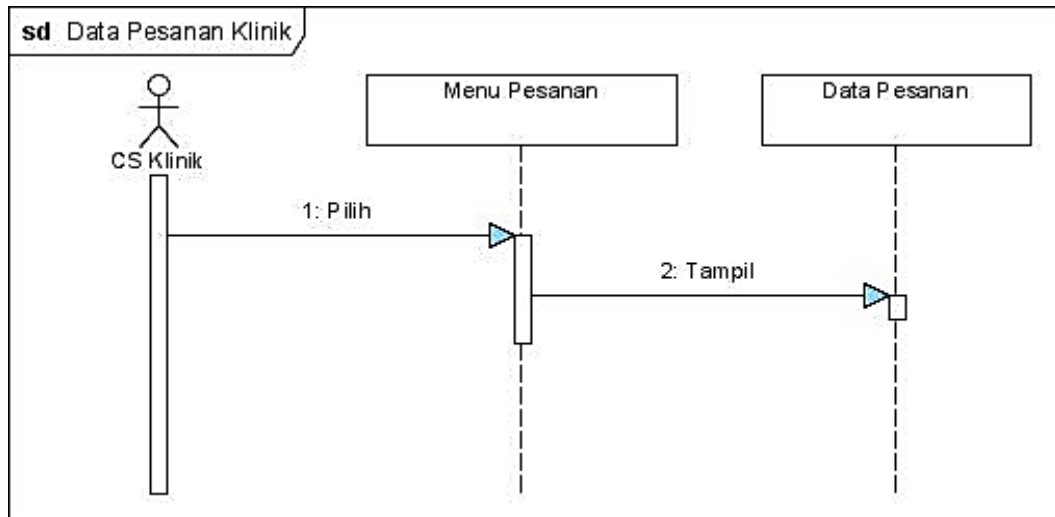 sd Data Pesanan Klinik
CS Klinik
Menu Pesanan
Data Pesanan
1: Pilih
2: Tampil